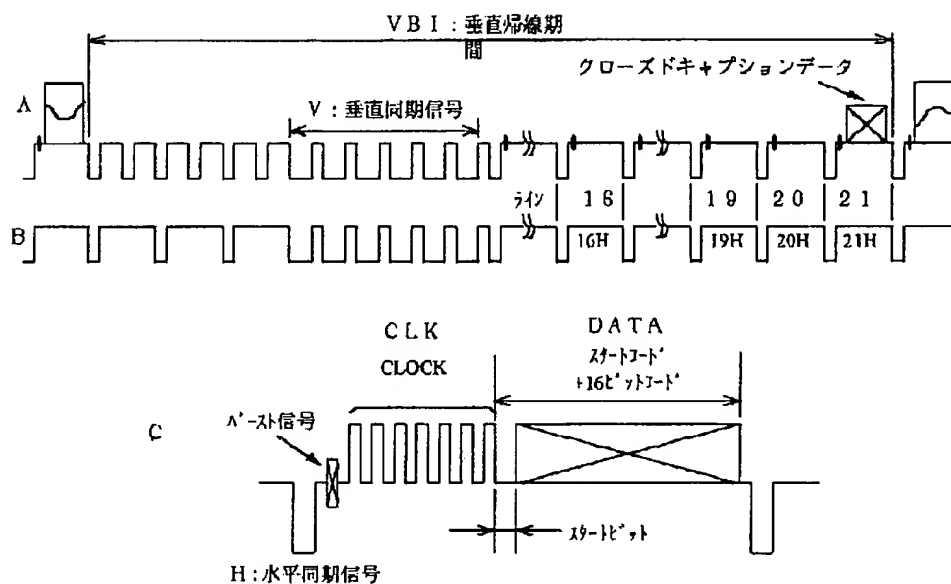 VBI：垂直帰線期
間
クローズドキャプションデータ
A
V：垂直同期信号
ライン 16 19 20 21
B
16H 19H 20H 21H
CLK
CLOCK
DATA
スタートコード
+16ビットコード
C
バースト信号
スタートビット
H：水平同期信号